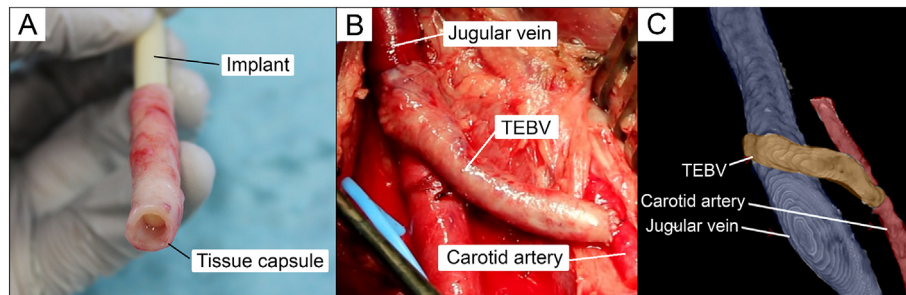 A
Implant
Tissue capsule
B
Jugular vein
TEBV
Carotid artery
C
TEBV
Carotid artery
Jugular vein